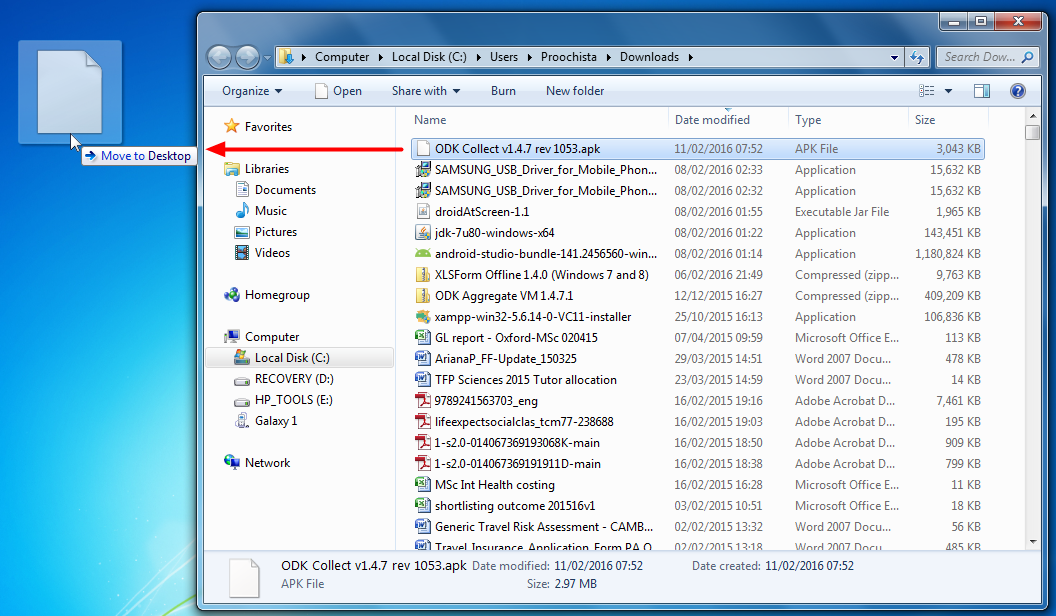 Computer Local Disk (C:) Users Proochista Downloads Search Dow...
Organize Open Share with Burn New folder
Favorites
Libraries
Documents
Music
Pictures
Videos
Homegroup
Computer
Local Disk (C:)
RECOVERY (D:)
HP_TOOLS (E:)
Galaxy 1
Network
Move to Desktop
Name Date modified Type Size
ODK Collect v1.4.7 rev 1053.apk 11/02/2016 07:52 APK File 3,043 KB
SAMSUNG_USB_Driver_for_Mobile_Phon... 08/02/2016 02:33 Application 15,632 KB
SAMSUNG_USB_Driver_for_Mobile_Phon... 08/02/2016 02:32 Application 15,632 KB
droidAtScreen-1.1 08/02/2016 01:55 Executable Jar File 1,965 KB
jdk-7u80-windows-x64 08/02/2016 01:22 Application 143,451 KB
android-studio-bundle-141.2456560-win... 08/02/2016 01:14 Application 1,180,824 KB
XLSForm Offline 1.4.0 (Windows 7 and 8) 06/02/2016 21:49 Compressed (zipp... 9,763 KB
ODK Aggregate VM 1.4.7.1 12/12/2015 16:27 Compressed (zipp... 409,209 KB
xampp-win32-5.6.14-0-VC11-installer 25/10/2015 16:13 Application 106,836 KB
GL report - Oxford-MSc 020415 07/04/2015 09:59 Microsoft Office E... 113 KB
ArianaP_FF-Update_150325 29/03/2015 14:51 Word 2007 Docu... 478 KB
TFP Sciences 2015 Tutor allocation 23/03/2015 14:59 Word 2007 Docu... 14 KB
9789241563703_eng 16/02/2015 19:16 Adobe Acrobat D... 7,461 KB
lifeexpectsocialclas_tcm77-238688 16/02/2015 19:03 Adobe Acrobat D... 195 KB
1-s2.0-014067369193068K-main 16/02/2015 18:50 Adobe Acrobat D... 909 KB
1-s2.0-014067369191911D-main 16/02/2015 18:38 Adobe Acrobat D... 799 KB
MSc Int Health costing 16/02/2015 16:28 Microsoft Office E... 11 KB
shortlisting outcome 201516v1 03/02/2015 10:51 Microsoft Office E... 18 KB
Generic Travel Risk Assessment - CAMB... 02/02/2015 13:32 Word 2007 Docu... 56 KB
Travel Insurance Application Form PA O 02/02/2015 13:18 Word 2007 Docu... 485 KB
ODK Collect v1.4.7 rev 1053.apk Date modified: 11/02/2016 07:52 Date created: 11/02/2016 07:52
APK File Size: 2.97 MB